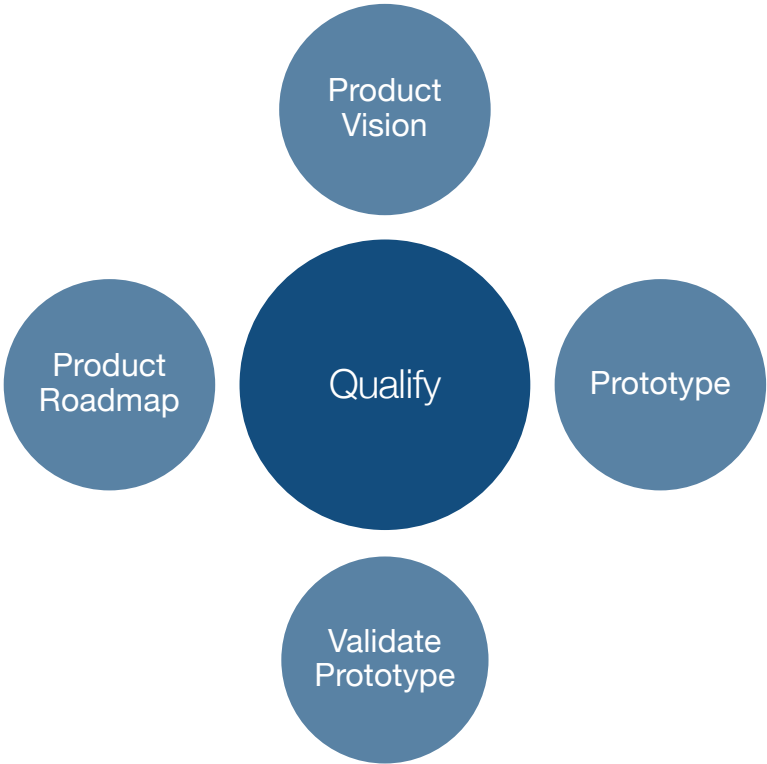 Product
Vision
Product
Roadmap
Qualify
Prototype
Validate
Prototype